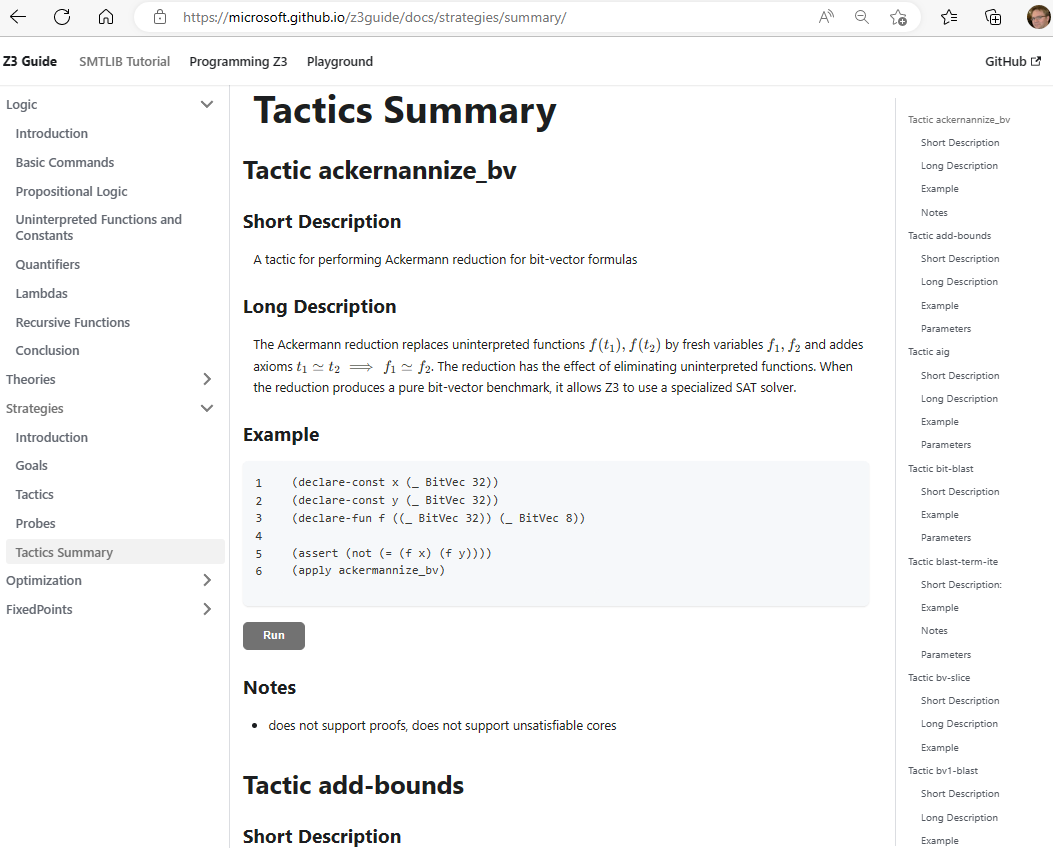 https://microsoft.github.io/z3guide/docs/strategies/summary/
Z3 Guide SMTLIB Tutorial Programming Z3 Playground GitHub
Logic
Introduction
Basic Commands
Propositional Logic
Uninterpreted Functions and
Constants
Quantifiers
Lambdas
Recursive Functions
Conclusion
Theories
Strategies
Introduction
Goals
Tactics
Probes
Tactics Summary
Optimization
FixedPoints
Tactics Summary
Tactic ackernannize_bv
Short Description
A tactic for performing Ackermann reduction for bit-vector formulas
Long Description
The Ackermann reduction replaces uninterpreted functions f(t₁), f(t₂) by fresh variables f₁, f₂ and addes
axioms t₁ ≃ t₂ ⟹ f₁ ≃ f₂. The reduction has the effect of eliminating uninterpreted functions. When
the reduction produces a pure bit-vector benchmark, it allows Z3 to use a specialized SAT solver.
Example
1 (declare-const x (_ BitVec 32))
2 (declare-const y (_ BitVec 32))
3 (declare-fun f ((_ BitVec 32)) (_ BitVec 8))
4
5 (assert (not (= (f x) (f y))))
6 (apply ackermannize_bv)
Run
Notes
• does not support proofs, does not support unsatisfiable cores
Tactic add-bounds
Short Description
Tactic ackernannize_bv
Short Description
Long Description
Example
Notes
Tactic add-bounds
Short Description
Long Description
Example
Parameters
Tactic aig
Short Description
Long Description
Example
Parameters
Tactic bit-blast
Short Description
Example
Parameters
Tactic blast-term-ite
Short Description:
Example
Notes
Parameters
Tactic bv-slice
Short Description
Long Description
Example
Tactic bv1-blast
Short Description
Long Description
Example